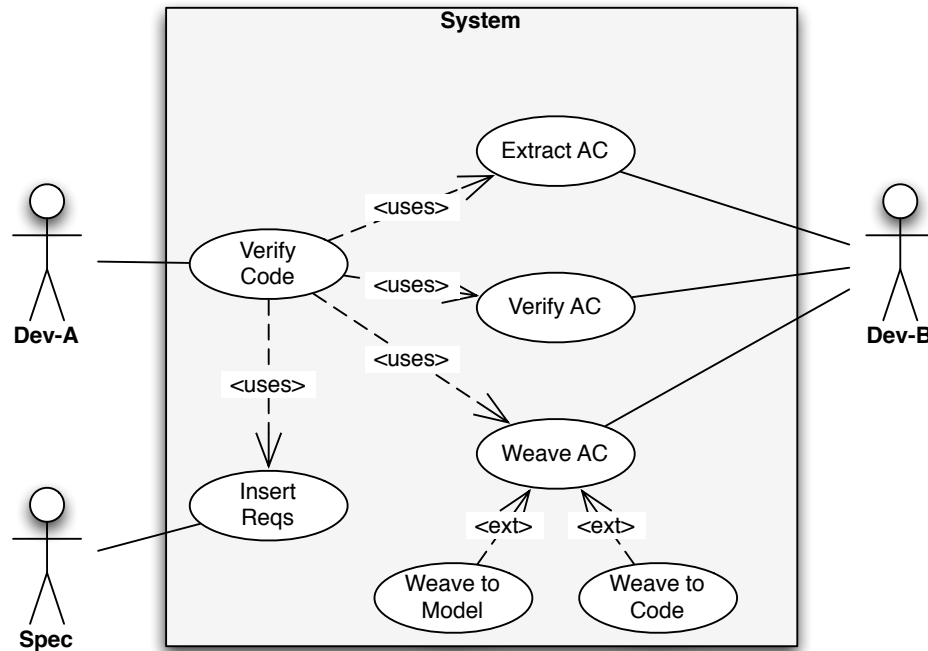 System
Extract AC
<uses>
Verify
Code
<uses>
Verify AC
Dev-A
Dev-B
<uses>
<uses>
Weave AC
Insert
Reqs
<ext>
<ext>
Weave to
Model
Weave to
Code
Spec